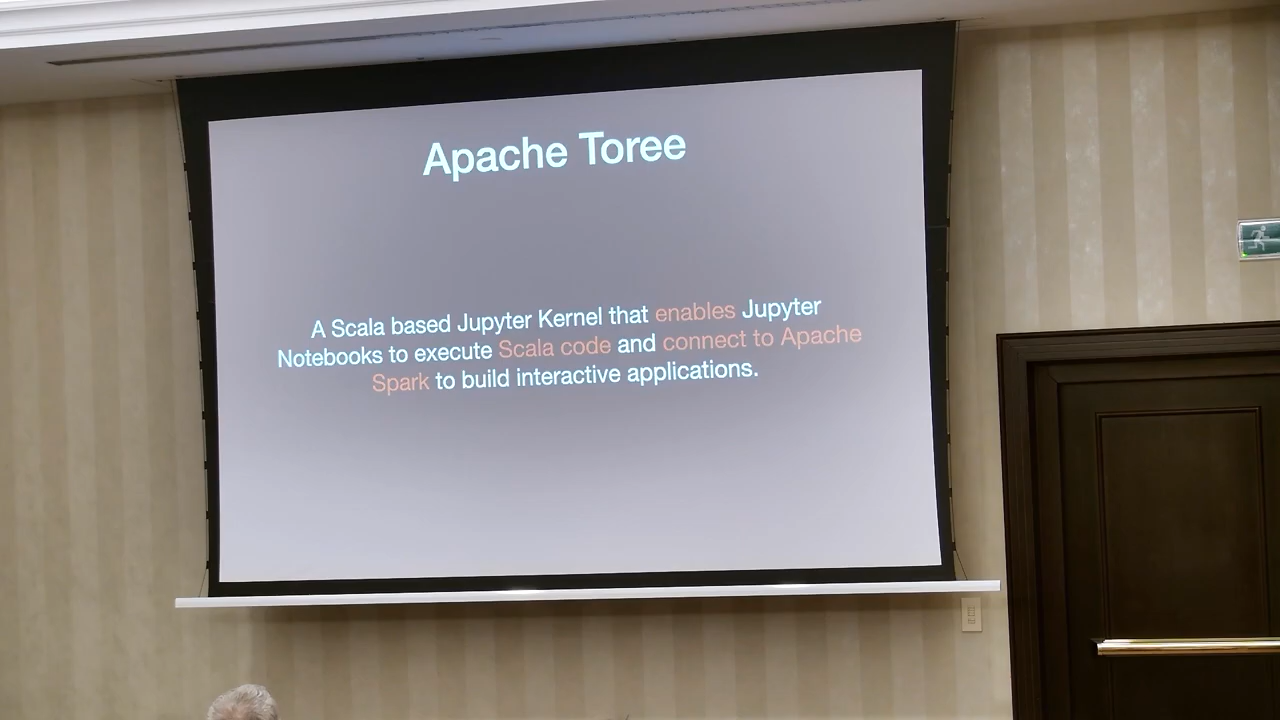 Apache Toree
A Scala based Jupyter Kernel that enables Jupyter
Notebooks to execute Scala code and connect to Apache
Spark to build interactive applications.